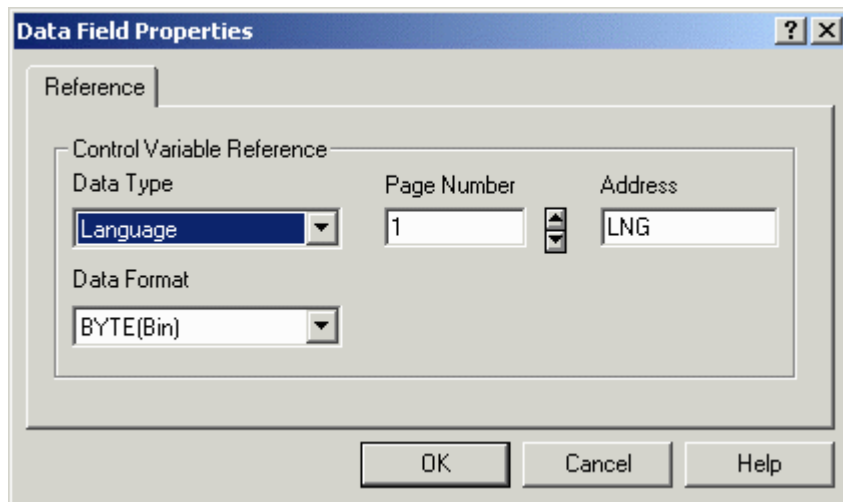 Data Field Properties
Reference
Control Variable Reference
Data Type Page Number Address
Language 1 LNG
Data Format
BYTE(Bin)
OK Cancel Help